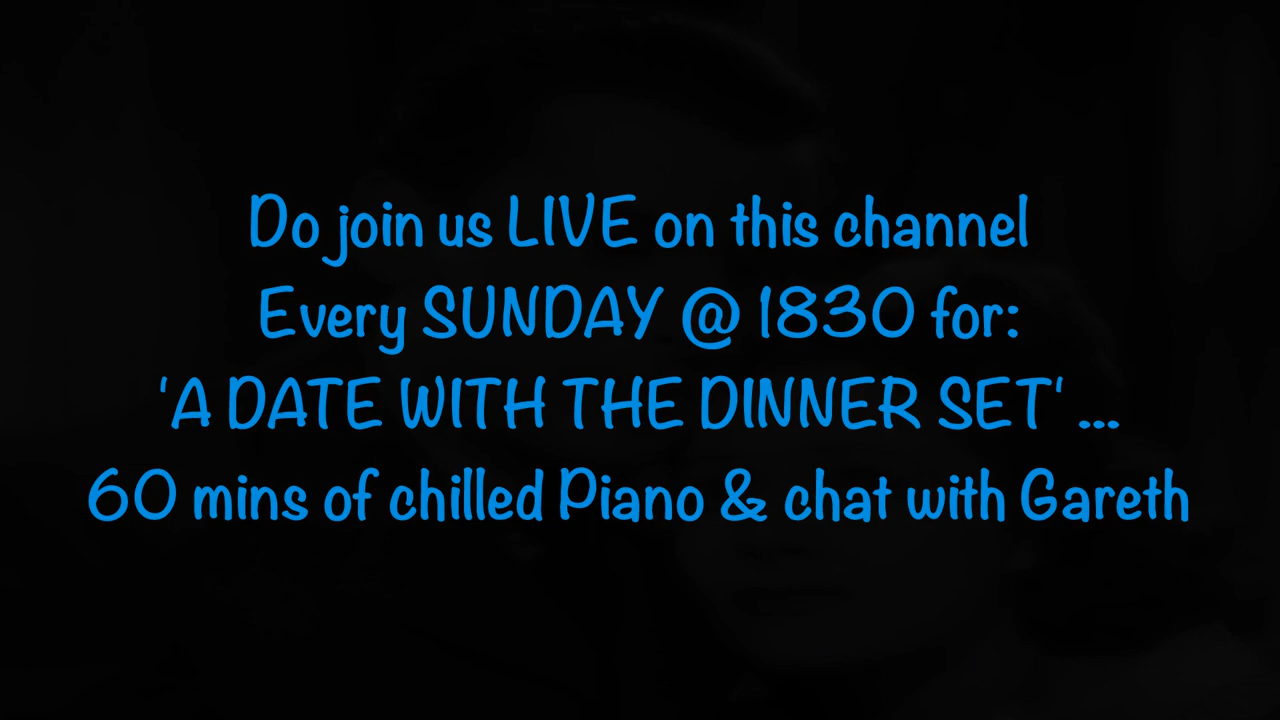 Do join us LIVE on this channel
Every SUNDAY @ 1830 for:
'A DATE WITH THE DINNER SET' ...
60 mins of chilled Piano & chat with Gareth